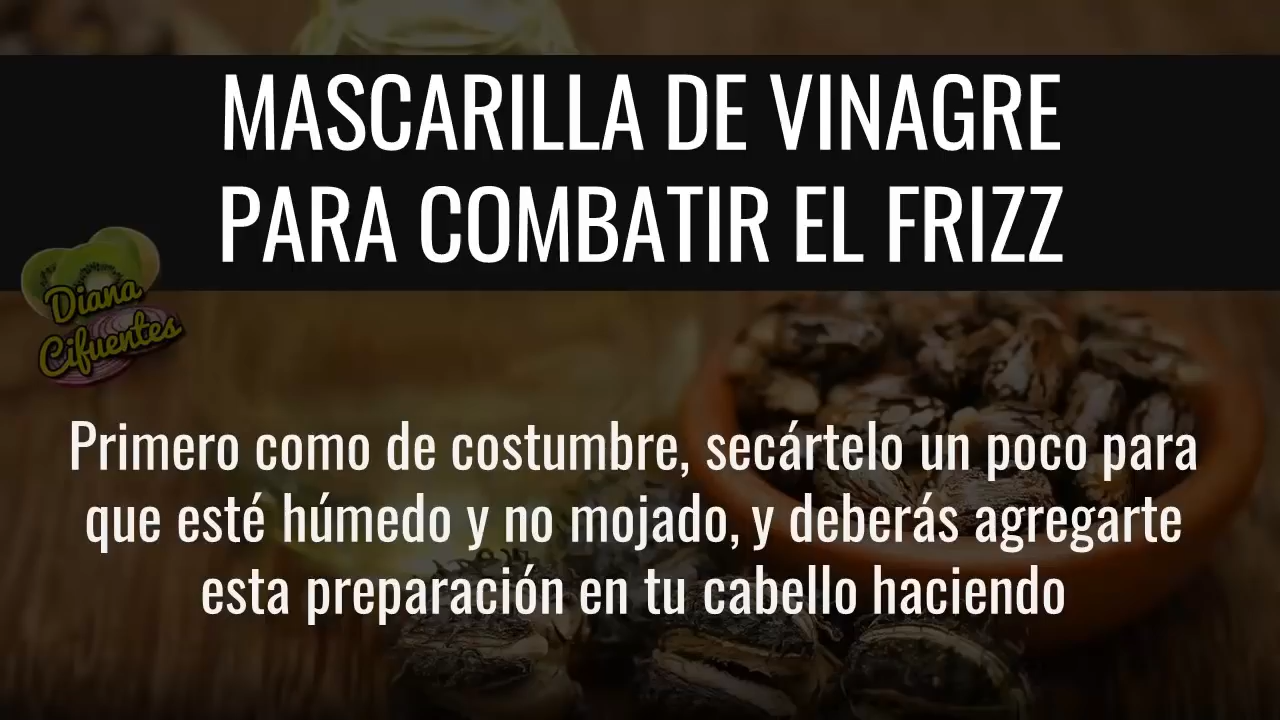 MASCARILLA DE VINAGRE
PARA COMBATIR EL FRIZZ
Diana
Cifuentes
Primero como de costumbre, secártelo un poco para
que esté húmedo y no mojado, y deberás agregarte
esta preparación en tu cabello haciendo